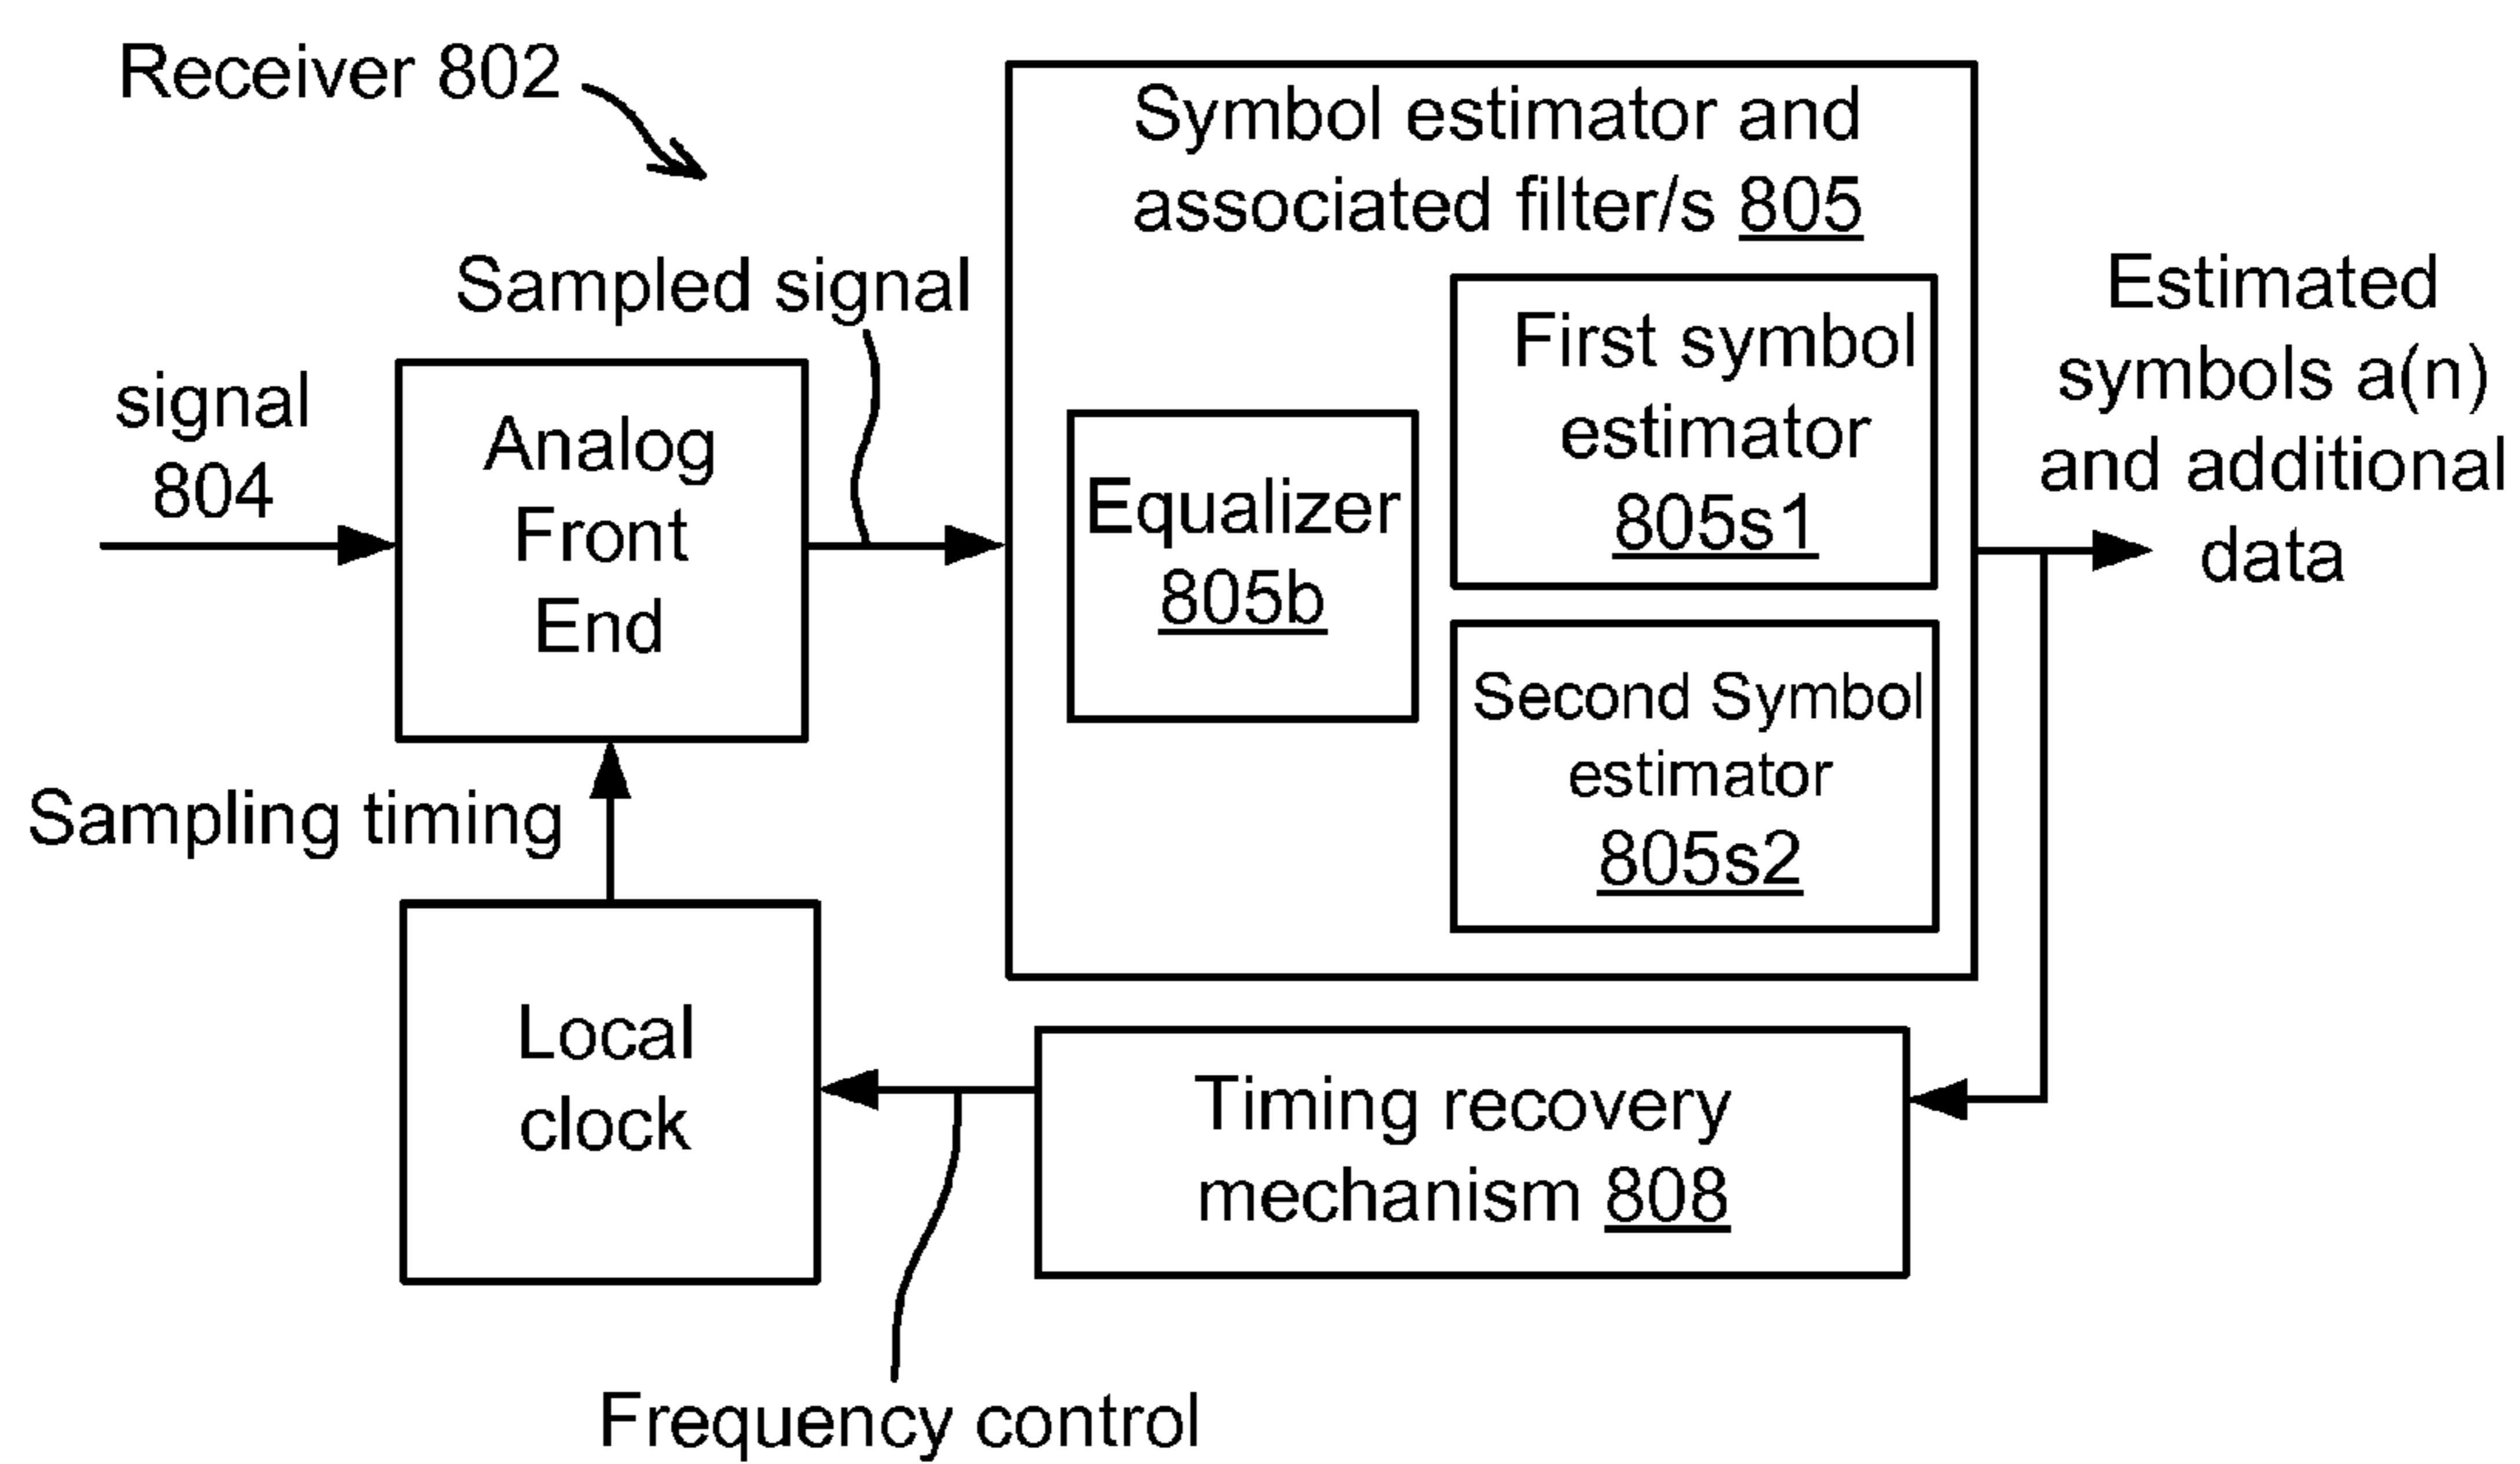 Receiver 802
Symbol estimator and
associated filter/s 805
Sampled signal
signal
804
Analog
Front
End
Equalizer
805b
First symbol
estimator
805s1
Second Symbol
estimator
805s2
Estimated
symbols a(n)
and additional
data
Sampling timing
Local
clock
Timing recovery
mechanism 808
Frequency control